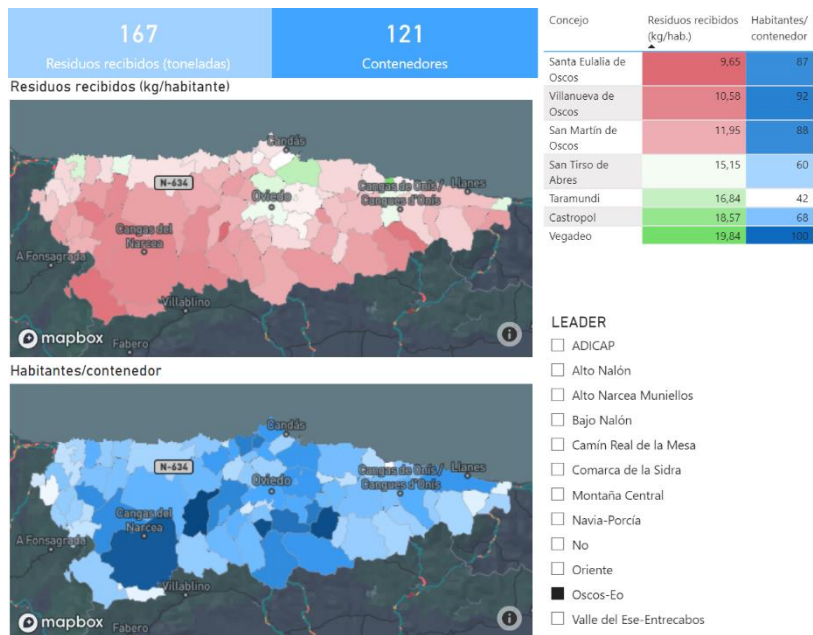 167
Residuos recibidos (toneladas)
121
Contenedores
Residuos recibidos (kg/habitante)
Candás
N-634
Oviedo
Cangas de Onís /
Cangues d'Onís
Llanes
Cangas del
Narcea
A Fonsagrada
Villablino
Fabero
mapbox
Habitantes/contenedor
Candás
N-634
Oviedo
Cangas de Onís /
Cangues d'Onís
Llanes
Cangas del
Narcea
A Fonsagrada
Villablino
Fabero
mapbox
Concejo Residuos recibidos (kg/hab.) Habitantes/ contenedor
Santa Eulalia de Oscos 9,65 87
Villanueva de Oscos 10,58 92
San Martín de Oscos 11,95 88
San Tirso de Abres 15,15 60
Taramundi 16,84 42
Castropol 18,57 68
Vegadeo 19,84 100
LEADER
ADICAP
Alto Nalón
Alto Narcea Muniellos
Bajo Nalón
Camín Real de la Mesa
Comarca de la Sidra
Montaña Central
Navia-Porcía
No
Oriente
Oscos-Eo
Valle del Ese-Entrecabos